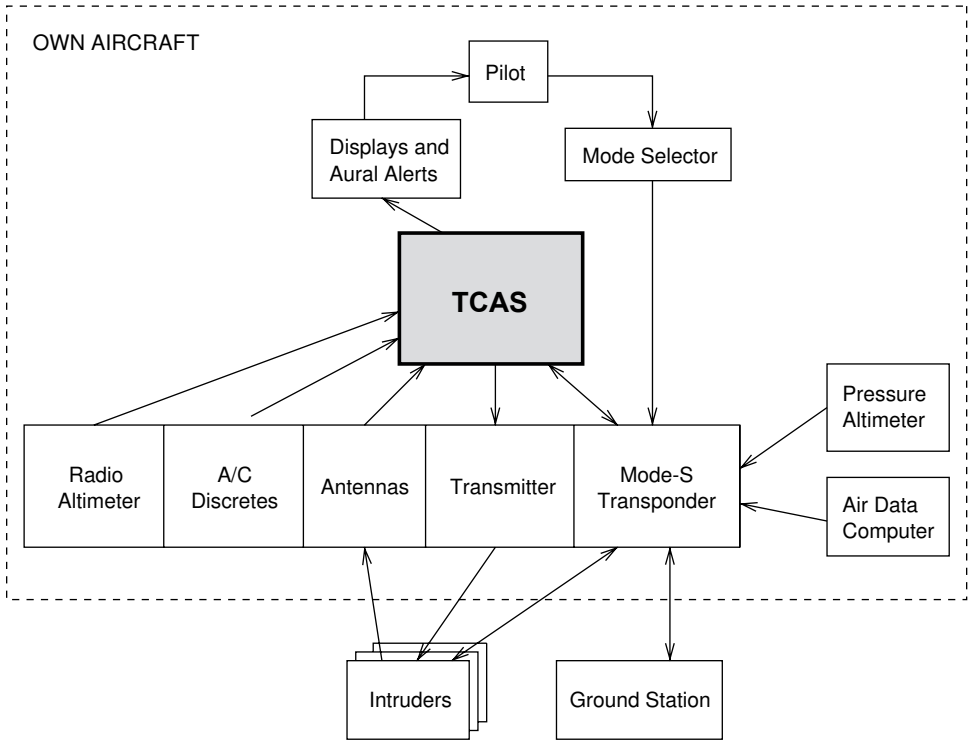 OWN AIRCRAFT
Pilot
Displays and
Aural Alerts
Mode Selector
TCAS
Pressure
Altimeter
Radio
Altimeter
A/C
Discretes
Antennas
Transmitter
Mode-S
Transponder
Air Data
Computer
Intruders
Ground Station